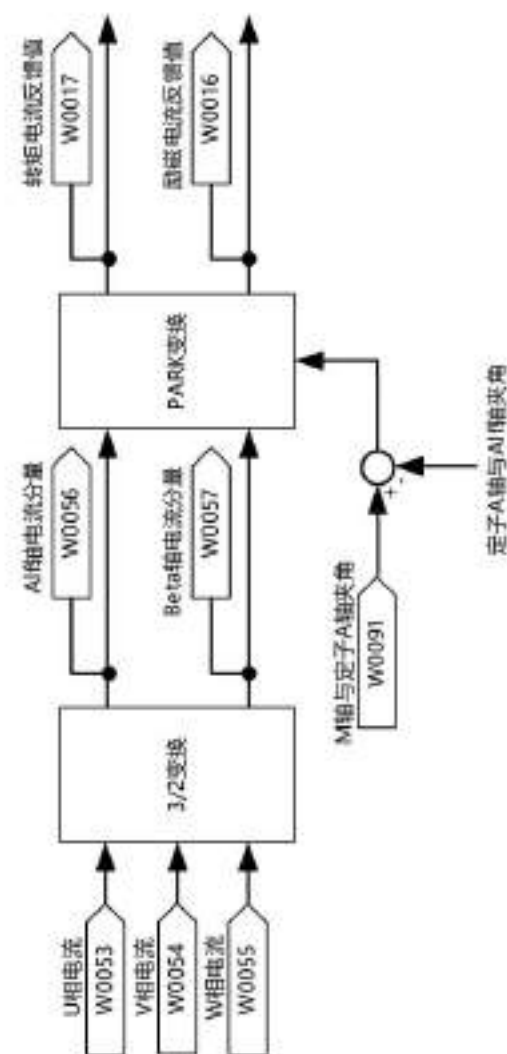 U相电流
W0053
V相电流
W0054
W相电流
W0055
3/2变换
Alf轴电流分量
W0056
Beta轴电流分量
W0057
M轴与定子A轴夹角
W0091
+
-
定子A轴与Alf轴夹角
PARK变换
转矩电流反馈值
W0017
励磁电流反馈值
W0016